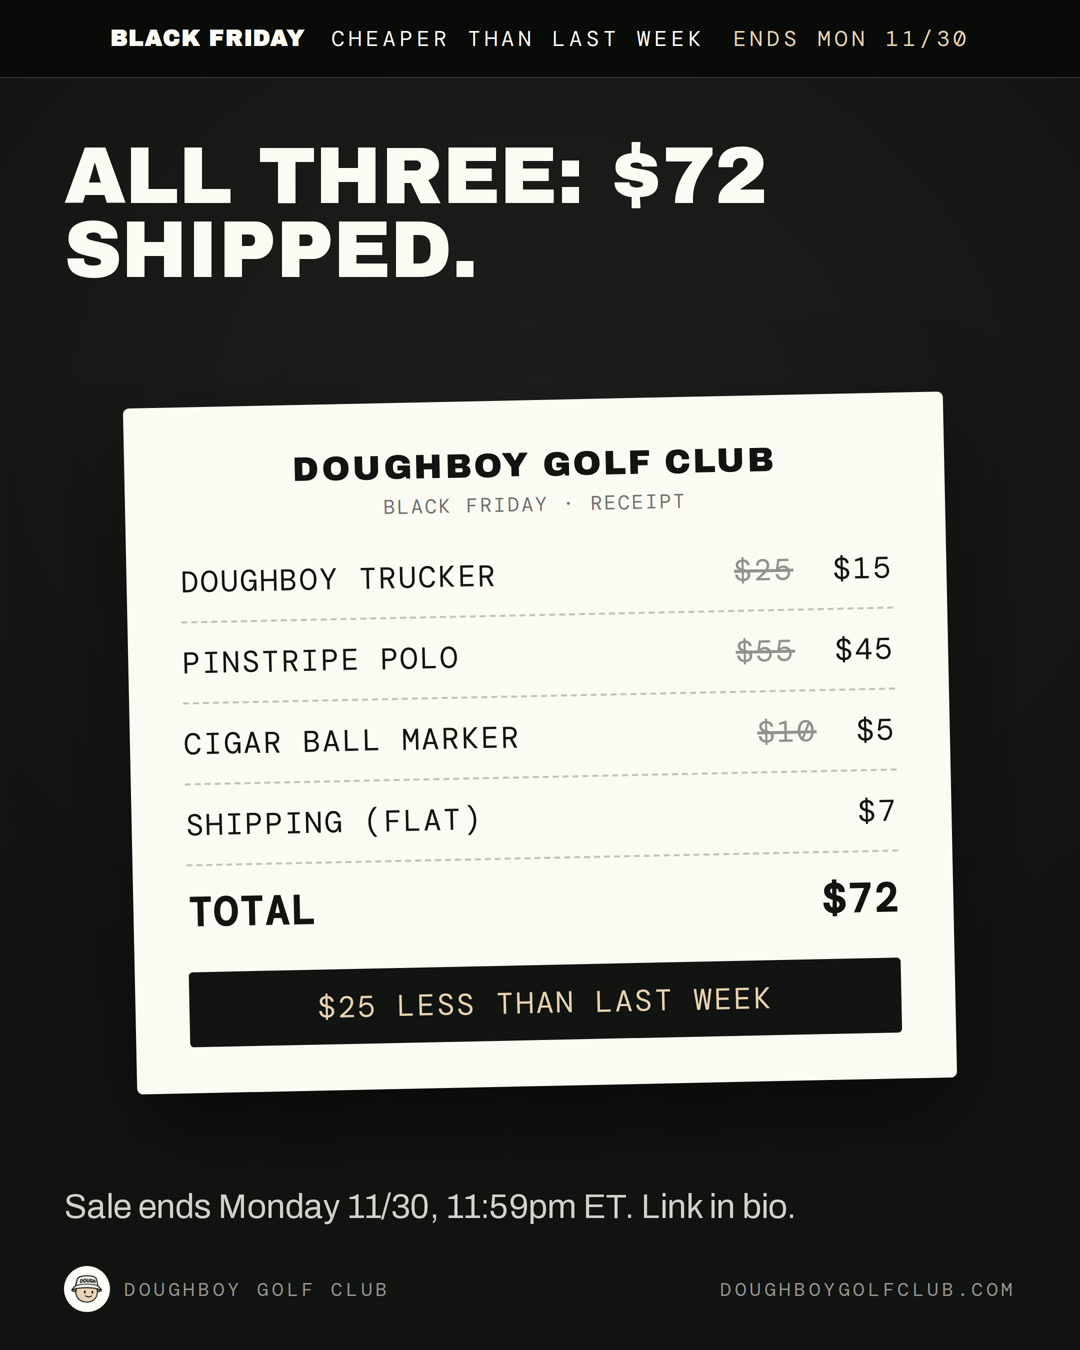 BLACK FRIDAY CHEAPER THAN LAST WEEK ENDS MON 11/30
ALL THREE: $72
SHIPPED.
DOUGHBOY GOLF CLUB
BLACK FRIDAY · RECEIPT
DOUGHBOY TRUCKER $25 $15
PINSTRIPE POLO $55 $45
CIGAR BALL MARKER $10 $5
SHIPPING (FLAT) $7
TOTAL $72
$25 LESS THAN LAST WEEK
Sale ends Monday 11/30, 11:59pm ET. Link in bio.
DOUGH
DOUGHBOY GOLF CLUB DOUGHBOYGOLFCLUB.COM